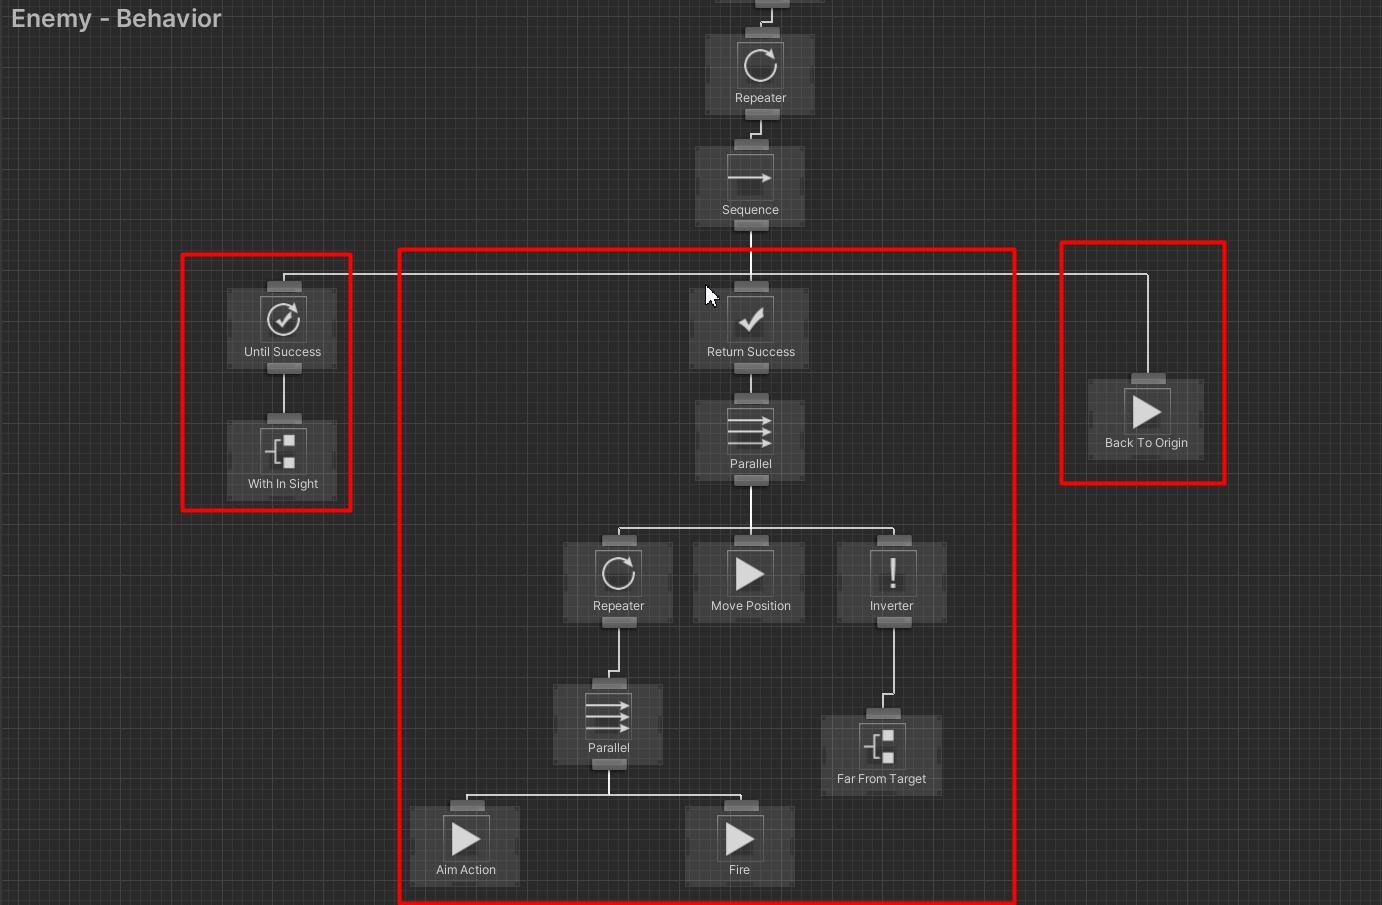 Enemy - Behavior
Repeater
Sequence
Until Success
Return Success
Back To Origin
With In Sight
Parallel
Repeater
Move Position
Inverter
Parallel
Far From Target
Aim Action
Fire